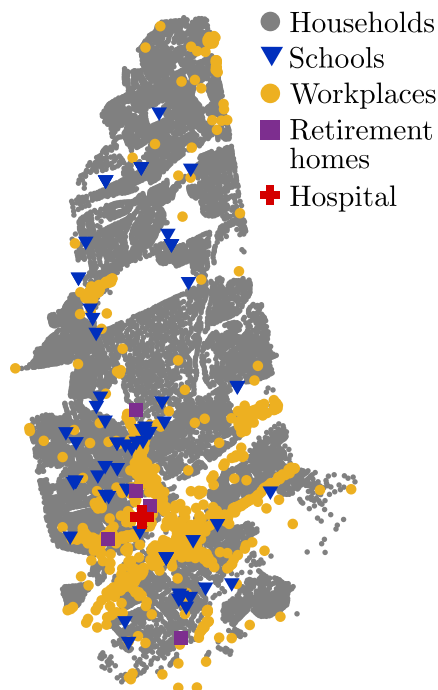 Households
Schools
Workplaces
Retirement
homes
Hospital